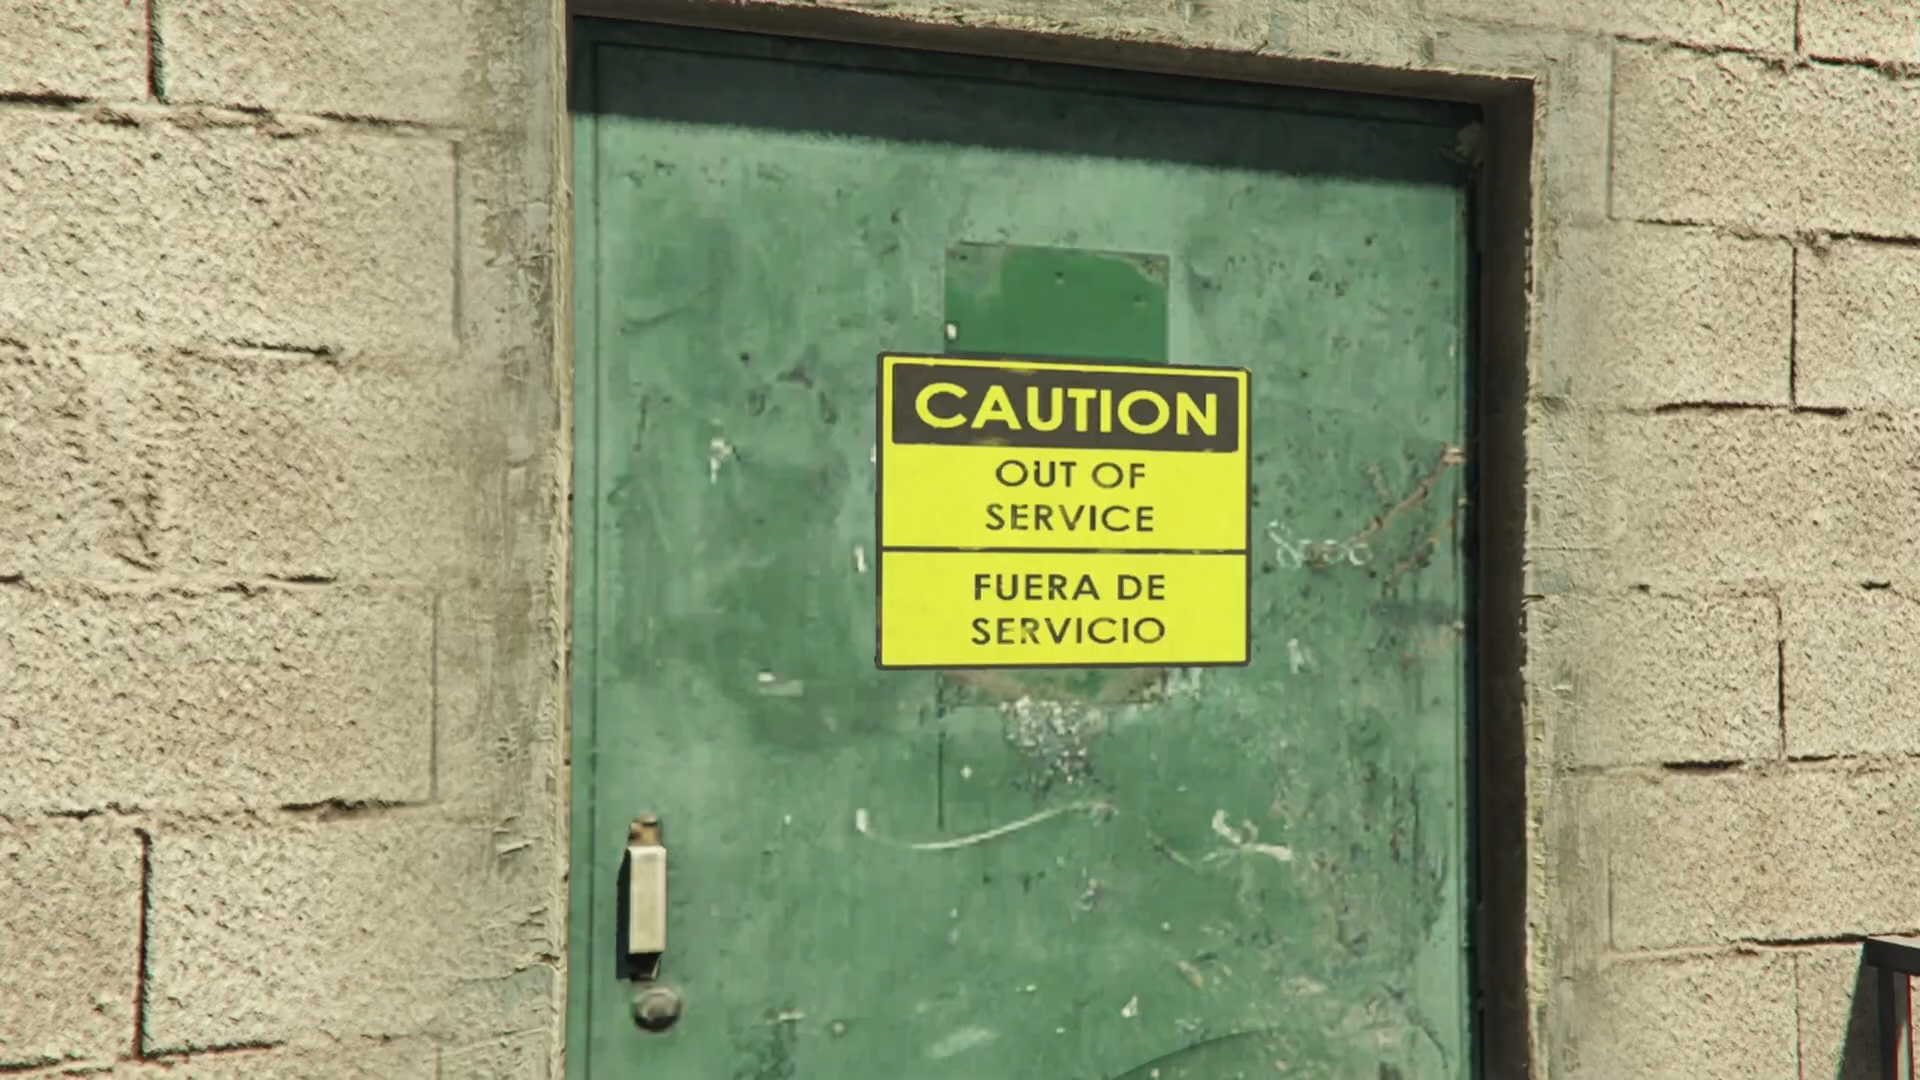 CAUTION
OUT OF
SERVICE
FUERA DE
SERVICIO